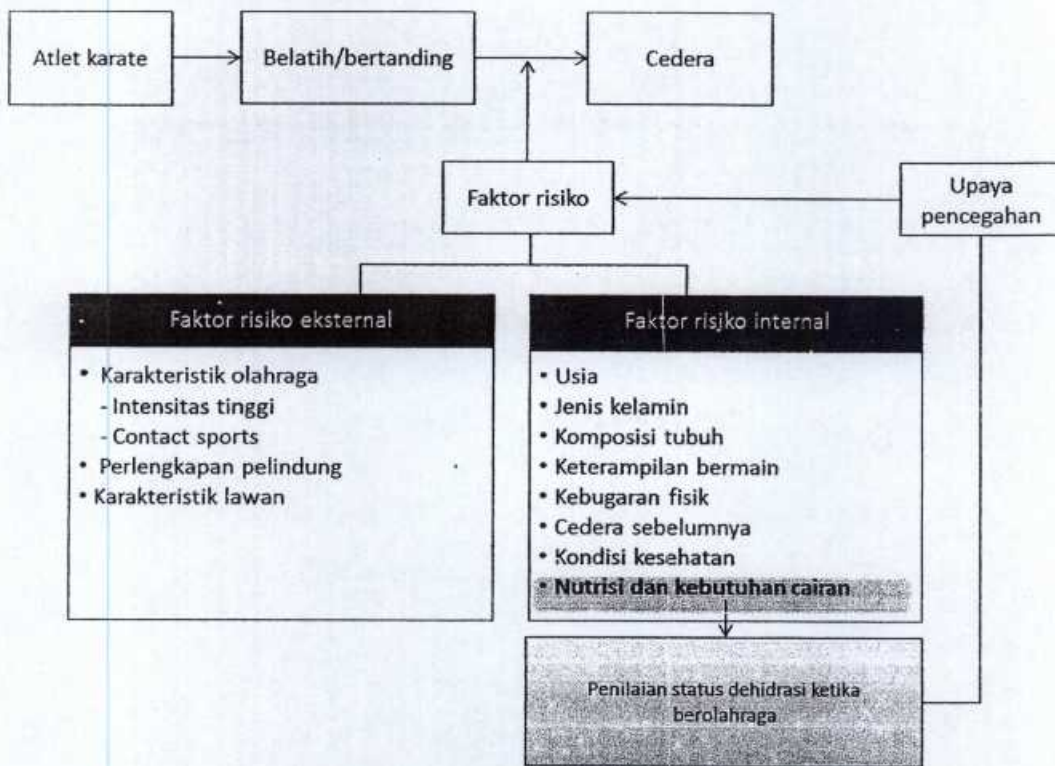 Atlet karate
Belatih/bertanding
Cedera
Faktor risiko
Upaya
pencegahan
Faktor risiko eksternal
• Karakteristik olahraga
- Intensitas tinggi
- Contact sports
• Perlengkapan pelindung
• Karakteristik lawan
Faktor risiko internal
• Usia
• Jenis kelamin
• Komposisi tubuh
• Keterampilan bermain
• Kebugaran fisik
• Cedera sebelumnya
• Kondisi kesehatan
• Nutrisi dan kebutuhan cairan
Penilaian status dehidrasi ketika
berolahraga